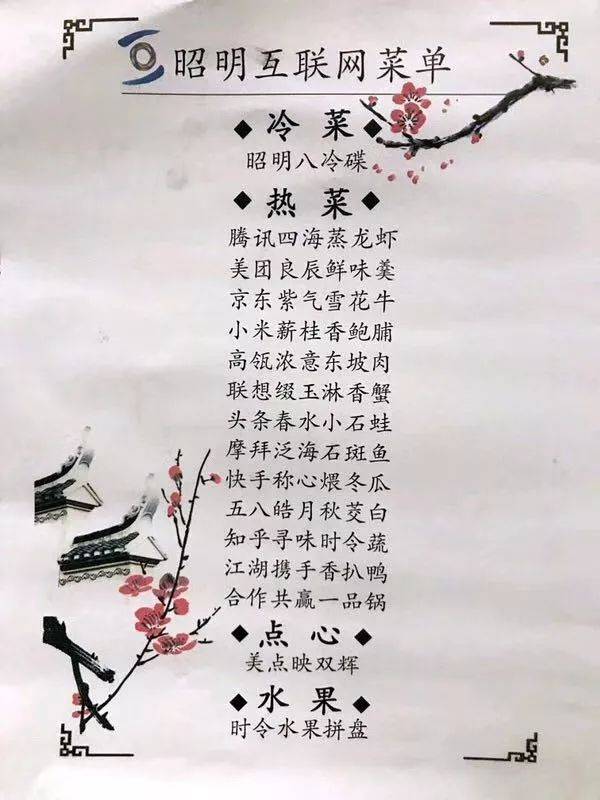 昭明互联网菜单
冷菜
昭明八冷碟
热菜
腾讯四海蒸龙虾
美团良辰鲜味羹
京东紫气雪花牛
小米薪桂香鲍脯
高瓴浓意东坡肉
联想缀玉淋香蟹
头条春水小石蛙
摩拜泛海石斑鱼
快手称心煨冬瓜
五八皓月秋茭白
知乎寻味时令蔬
江湖携手香扒鸭
合作共赢一品锅
点心
美点映双辉
水果
时令水果拼盘